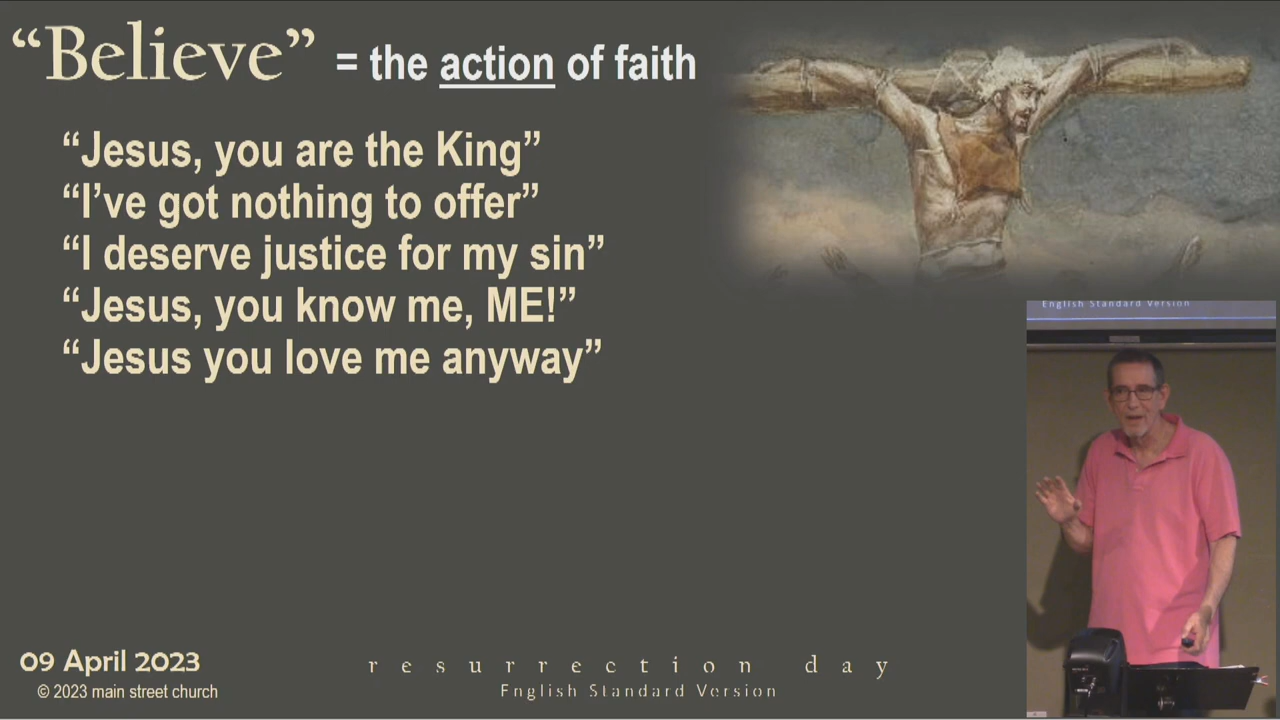 “Believe” = the action of faith
“Jesus, you are the King”
“I’ve got nothing to offer”
“I deserve justice for my sin”
“Jesus, you know me, ME!”
“Jesus you love me anyway”
English Standard Version
09 April 2023
© 2023 main street church
resurrection day
English Standard Version